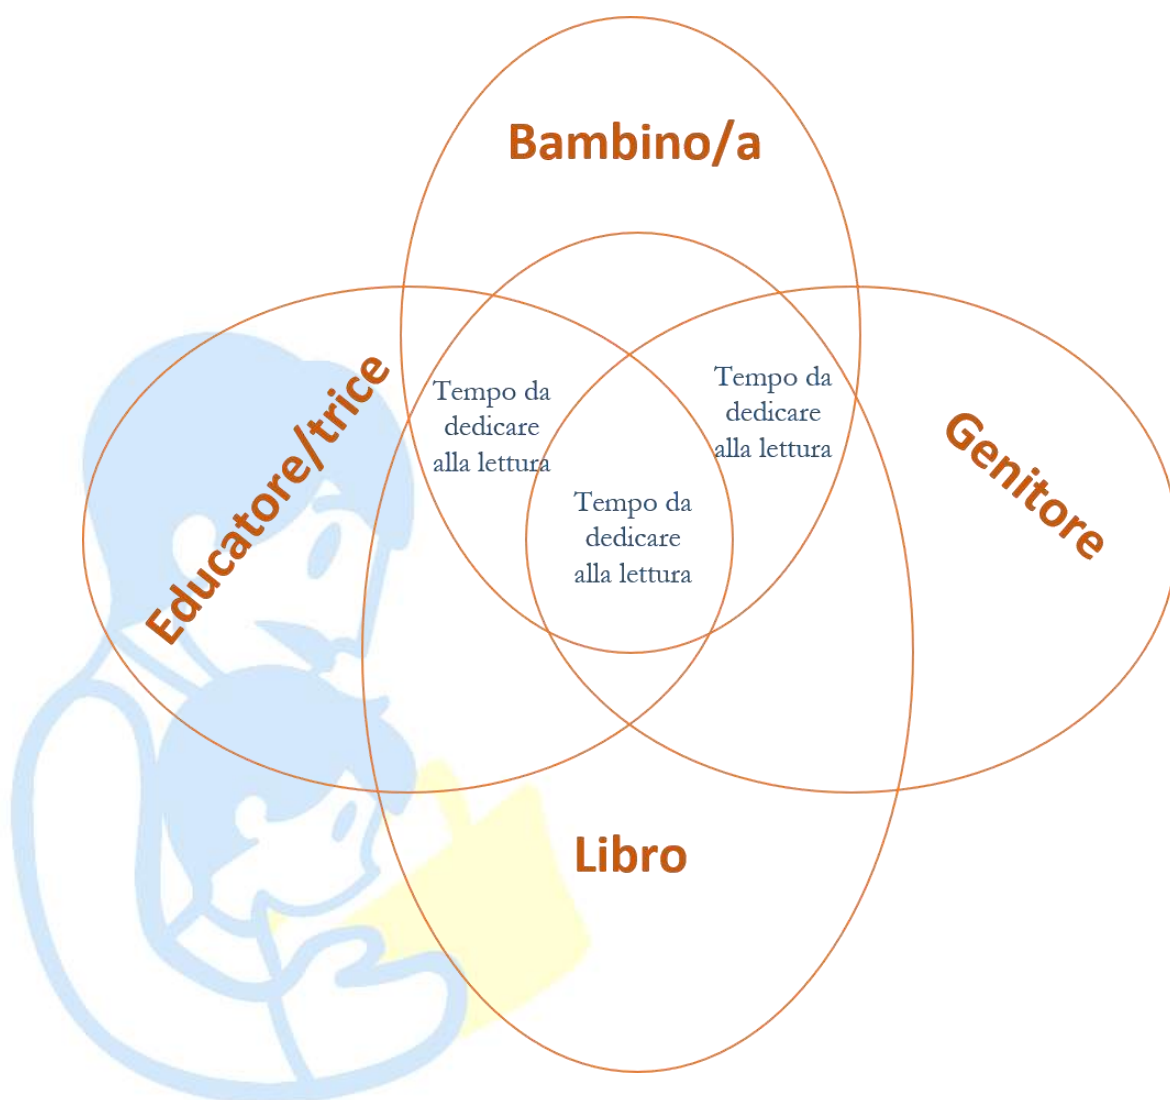 Bambino/a
Educatore/trice
Tempo da
dedicare
alla lettura
Tempo da
dedicare
alla lettura
Genitore
Tempo da
dedicare
alla lettura
Libro